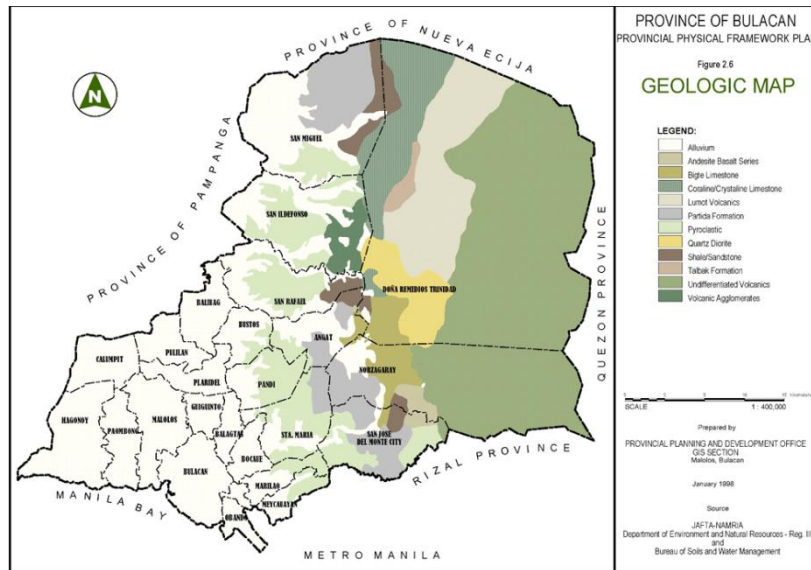 PROVINCE OF BULACAN
PROVINCIAL PHYSICAL FRAMEWORK PLA
Figure 2.6
GEOLOGIC MAP
LEGEND:
Alluvium
Andesite Basalt Series
Bigte Limestone
Coraline/Crystaline Limestone
Lumot Volcanics
Partida Formation
Pyroclastic
Quartz Diorite
Shale/Sandstone
Talbak Formation
Undifferentiated Volcanics
Volcanic Agglomerates
SCALE 1 : 400,000
Prepared by
PROVINCIAL PLANNING AND DEVELOPMENT OFFICE
GIS SECTION
Malolos, Bulacan
January 1998
Source
JAFTA-NAMRIA
Department of Environment and Natural Resources - Reg. III
and
Bureau of Soils and Water Management
N
PROVINCE OF NUEVA ECIJA
PROVINCE OF PAMPANGA
QUEZON PROVINCE
RIZAL PROVINCE
MANILA BAY
METRO MANILA
SAN MIGUEL
SAN ILDEFONSO
DOÑA REMEDIOS TRINIDAD
SAN RAFAEL
BALIUAG
BUSTOS
ANGAT
CALUMPIT
PULILAN
NORZAGARAY
PLARIDEL
PANDI
HAGONOY
PAOMBONG
MALOLOS
GUIGUINTO
BALAGTAS
STA. MARIA
SAN JOSE
DEL MONTE CITY
BOCAUE
BULACAN
MARILAO
MEYCAUAYAN
OBANDO